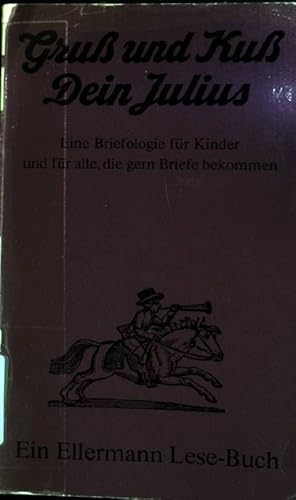 Gruß und Kuß
Dein Julius
Eine Briefologie für Kinder
und für alle, die gern Briefe bekommen
Ein Ellermann Lese-Buch